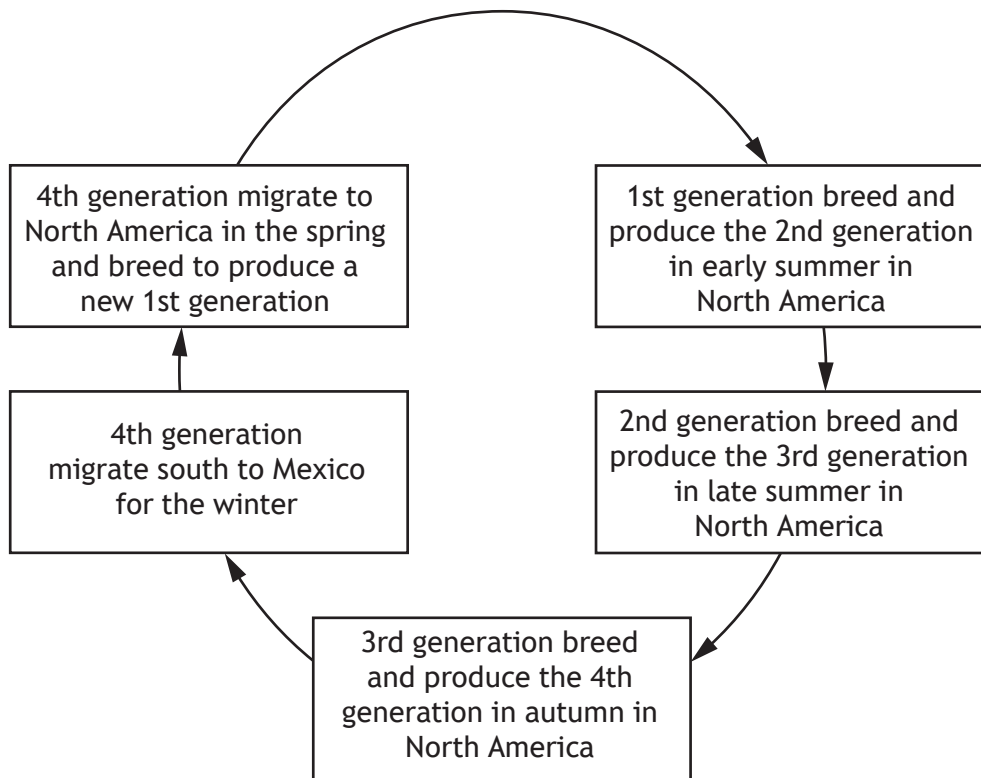 4th generation migrate to
North America in the spring
and breed to produce a
new 1st generation
1st generation breed and
produce the 2nd generation
in early summer in
North America
2nd generation breed and
produce the 3rd generation
in late summer in
North America
3rd generation breed
and produce the 4th
generation in autumn in
North America
4th generation
migrate south to Mexico
for the winter